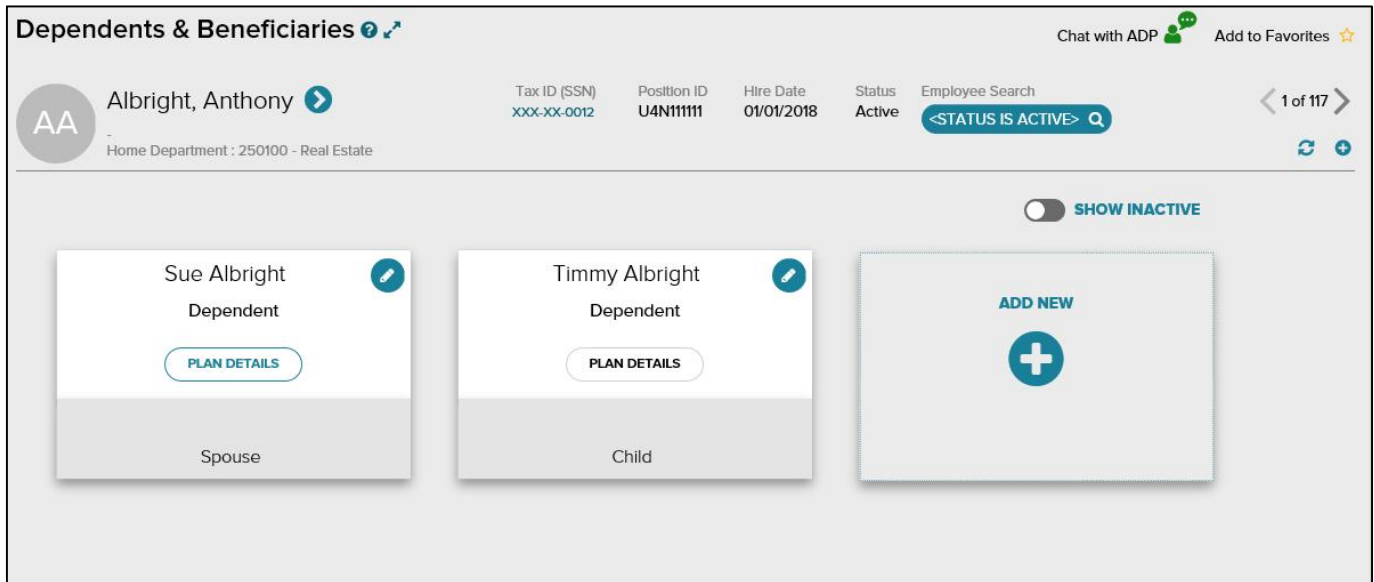 Dependents & Beneficiaries ?
Chat with ADP Add to Favorites
AA
Albright, Anthony
-
Home Department : 250100 - Real Estate
Tax ID (SSN) Position ID Hire Date Status Employee Search
XXX-XX-0012 U4N111111 01/01/2018 Active <STATUS IS ACTIVE>
1 of 117
SHOW INACTIVE
Sue Albright
Dependent
PLAN DETAILS
Spouse
Timmy Albright
Dependent
PLAN DETAILS
Child
ADD NEW